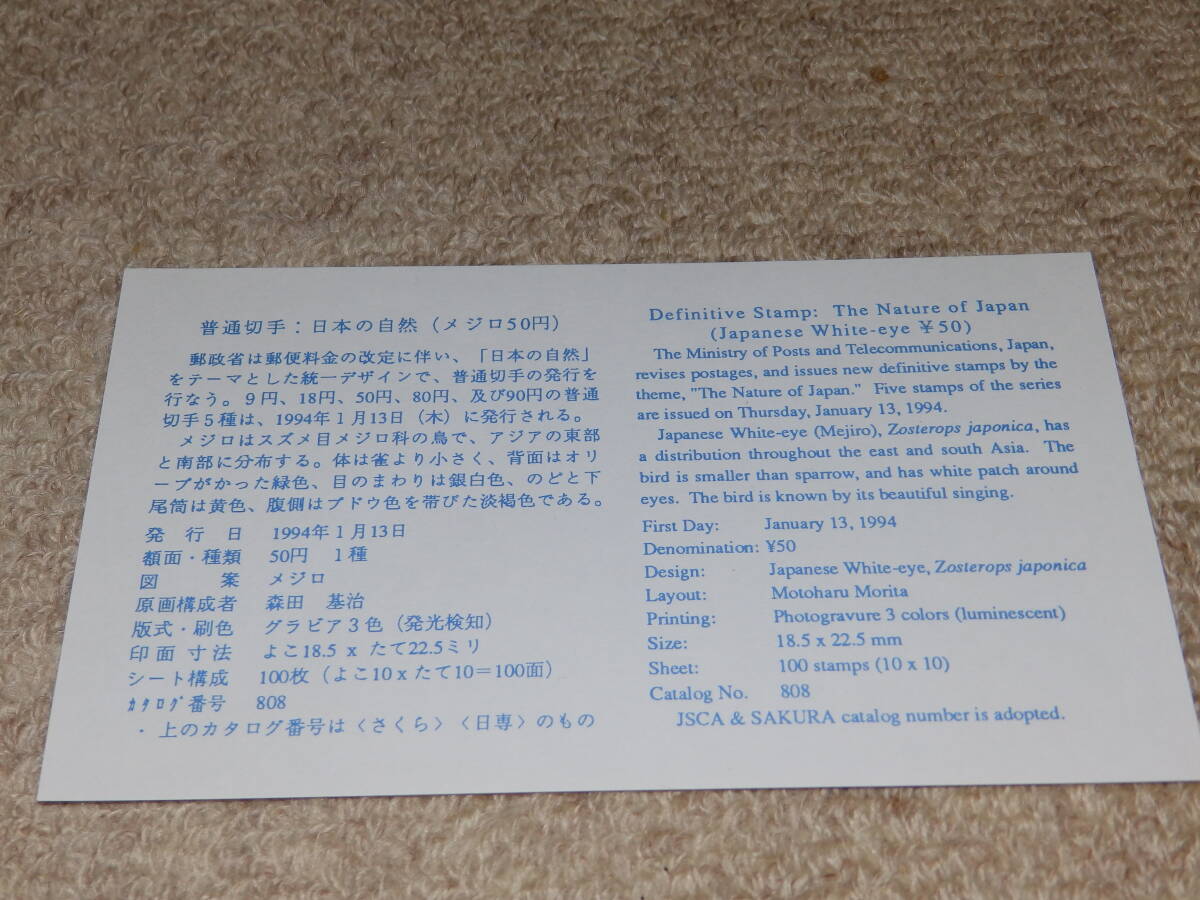 普通切手：日本の自然（メジロ50円）
郵政省は郵便料金の改定に伴い、「日本の自然」
をテーマとした統一デザインで、普通切手の発行を
行なう。９円、18円、50円、80円、及び90円の普通
切手５種は、1994年１月13日（木）に発行される。
メジロはスズメ目メジロ科の鳥で、アジアの東部
と南部に分布する。体は雀より小さく、背面はオリ
ーブがかった緑色、目のまわりは銀白色、のどと下
尾筒は黄色、腹側はブドウ色を帯びた淡褐色である。
発行日 1994年１月13日
額面・種類 50円 １種
図案 メジロ
原画構成者 森田 基治
版式・刷色 グラビア３色（発光検知）
印面寸法 よこ18.5 x たて22.5ミリ
シート構成 100枚（よこ10 x たて10＝100面）
ｶﾀﾛｸﾞ番号 808
・上のカタログ番号は〈さくら〉〈日専〉のもの
Definitive Stamp: The Nature of Japan
(Japanese White-eye ¥50)
The Ministry of Posts and Telecommunications, Japan,
revises postages, and issues new definitive stamps by the
theme, "The Nature of Japan." Five stamps of the series
are issued on Thursday, January 13, 1994.
Japanese White-eye (Mejiro), Zosterops japonica, has
a distribution throughout the east and south Asia. The
bird is smaller than sparrow, and has white patch around
eyes. The bird is known by its beautiful singing.
First Day: January 13, 1994
Denomination: ¥50
Design: Japanese White-eye, Zosterops japonica
Layout: Motoharu Morita
Printing: Photogravure 3 colors (luminescent)
Size: 18.5 x 22.5 mm
Sheet: 100 stamps (10 x 10)
Catalog No. 808
JSCA & SAKURA catalog number is adopted.